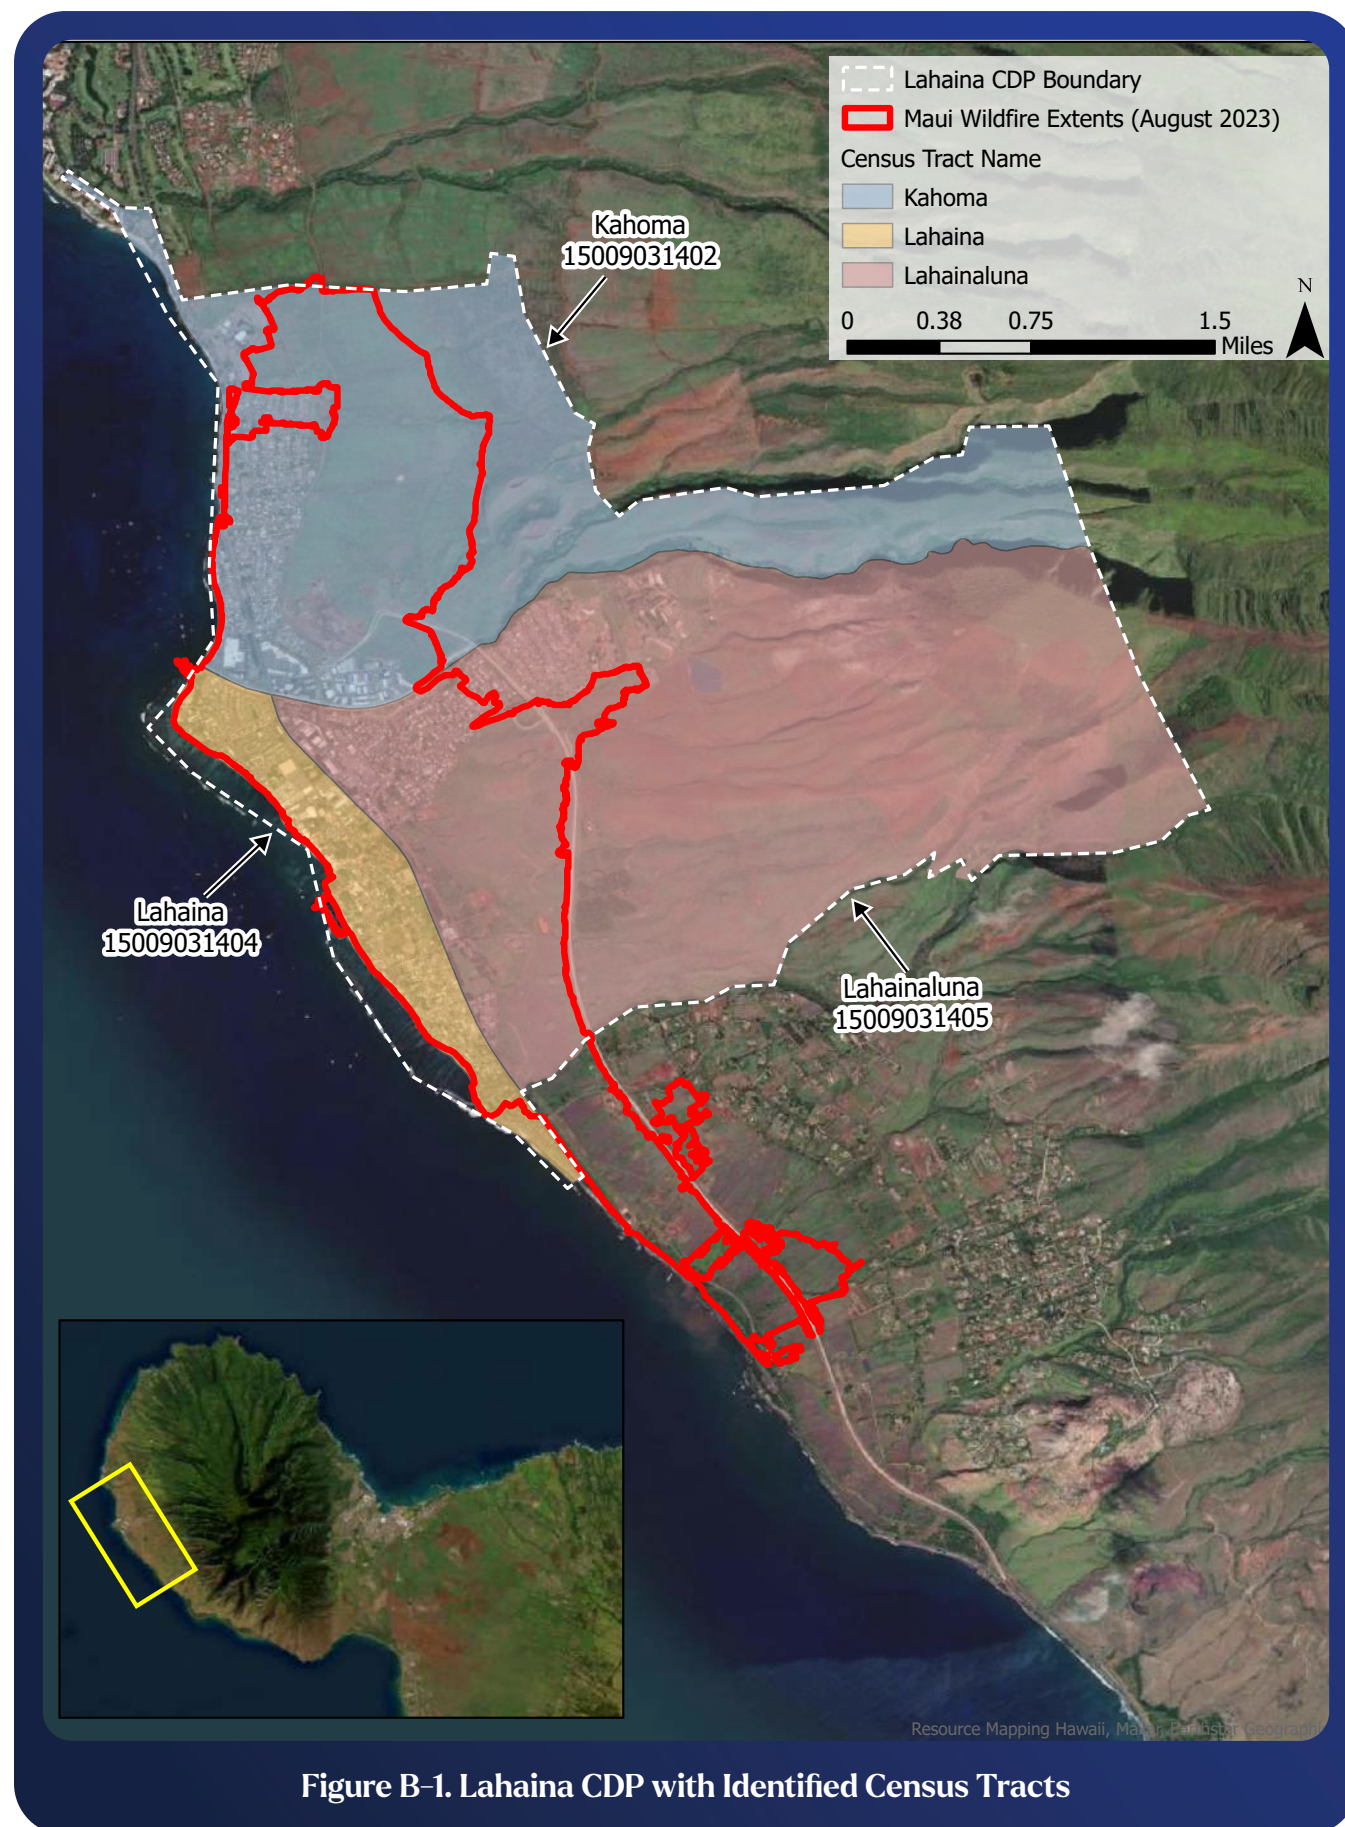 Lahaina CDP Boundary
Maui Wildfire Extents (August 2023)
Census Tract Name
Kahoma
Lahaina
Lahainaluna
N
0 0.38 0.75 1.5
Miles
Kahoma
15009031402
Lahaina
15009031404
Lahainaluna
15009031405
Resource Mapping Hawaii, Maxar, Earthstar Geographi
Figure B-1. Lahaina CDP with Identified Census Tracts